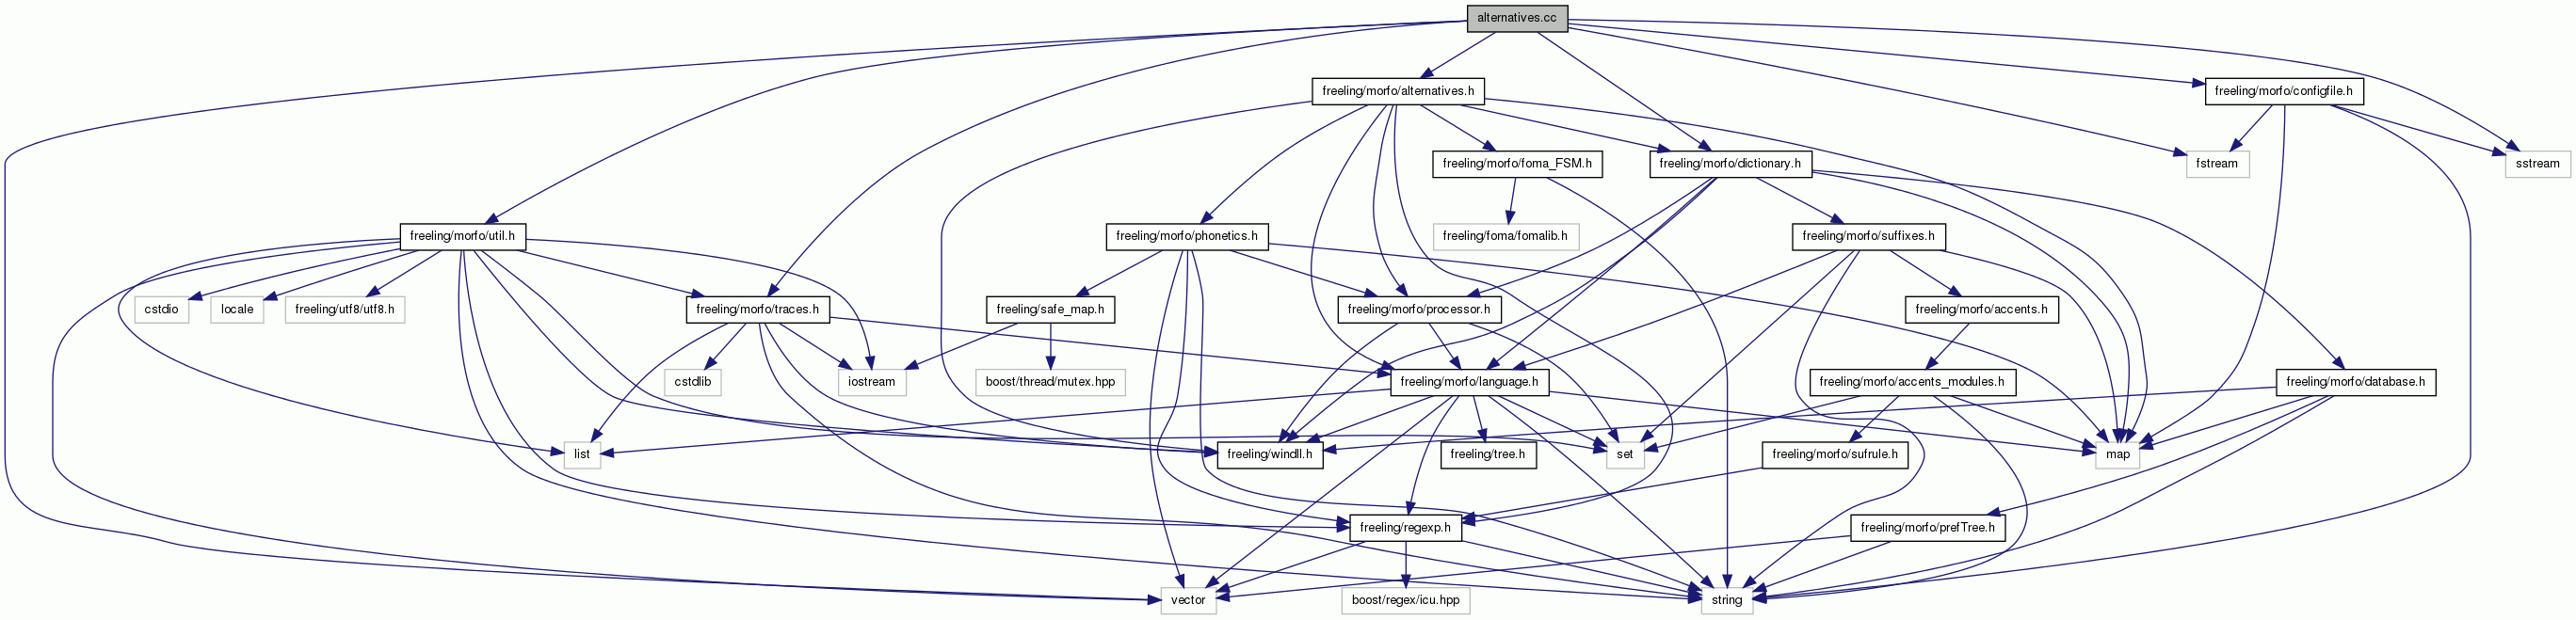 alternatives.cc
freeling/morfo/alternatives.h
freeling/morfo/configfile.h
freeling/morfo/foma_FSM.h
freeling/morfo/dictionary.h
fstream
sstream
freeling/morfo/util.h
freeling/morfo/phonetics.h
freeling/foma/fomalib.h
freeling/morfo/suffixes.h
cstdio
locale
freeling/utf8/utf8.h
freeling/morfo/traces.h
freeling/safe_map.h
freeling/morfo/processor.h
freeling/morfo/accents.h
cstdlib
iostream
boost/thread/mutex.hpp
freeling/morfo/language.h
freeling/morfo/accents_modules.h
freeling/morfo/database.h
list
freeling/windll.h
freeling/tree.h
set
freeling/morfo/sufrule.h
map
freeling/regexp.h
freeling/morfo/prefTree.h
vector
boost/regex/icu.hpp
string